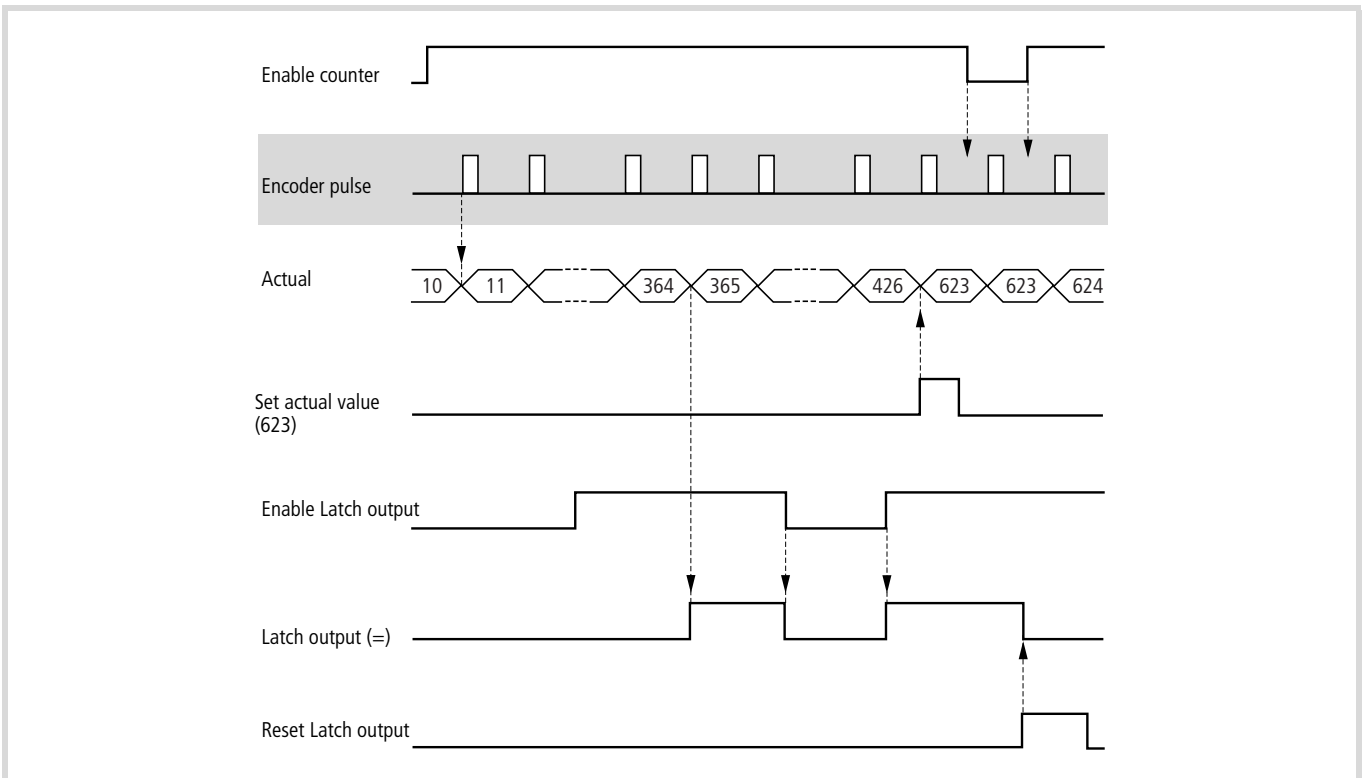 Enable counter
Encoder pulse
Actual
10 11 364 365 426 623 623 624
Set actual value
(623)
Enable Latch output
Latch output (=)
Reset Latch output